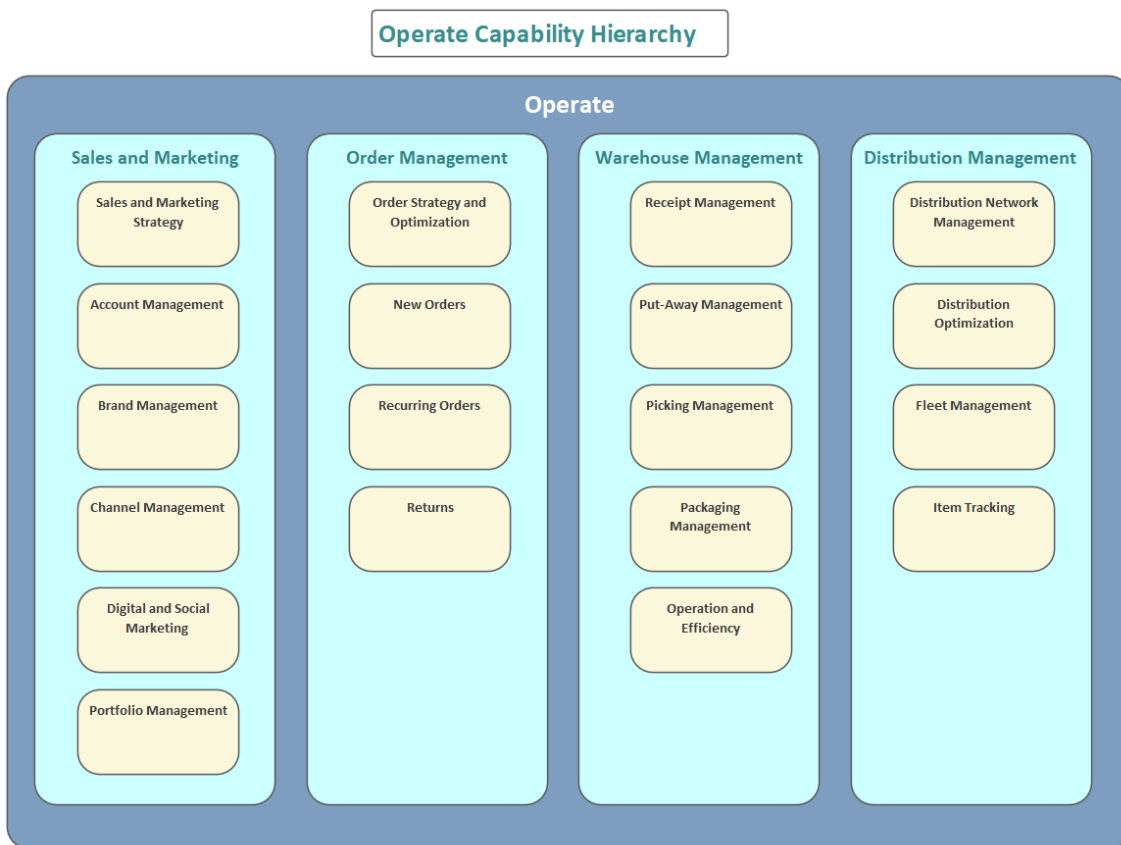 Operate Capability Hierarchy
Operate
Sales and Marketing
Sales and Marketing
Strategy
Account Management
Brand Management
Channel Management
Digital and Social
Marketing
Portfolio Management
Order Management
Order Strategy and
Optimization
New Orders
Recurring Orders
Returns
Warehouse Management
Receipt Management
Put-Away Management
Picking Management
Packaging
Management
Operation and
Efficiency
Distribution Management
Distribution Network
Management
Distribution
Optimization
Fleet Management
Item Tracking